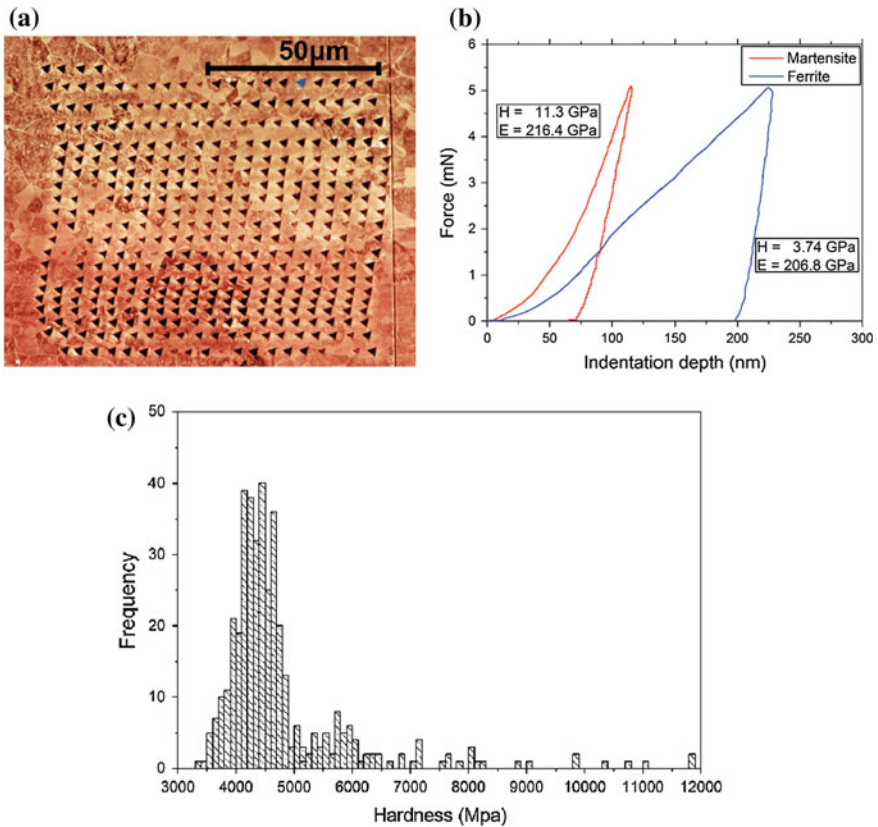 (a)
50μm
(b)
6
5
4
3
2
1
0
Force (mN)
Martensite
Ferrite
H = 11.3 GPa
E = 216.4 GPa
H = 3.74 GPa
E = 206.8 GPa
0 50 100 150 200 250 300
Indentation depth (nm)
(c)
50
40
30
20
10
0
Frequency
3000 4000 5000 6000 7000 8000 9000 10000 11000 12000
Hardness (Mpa)